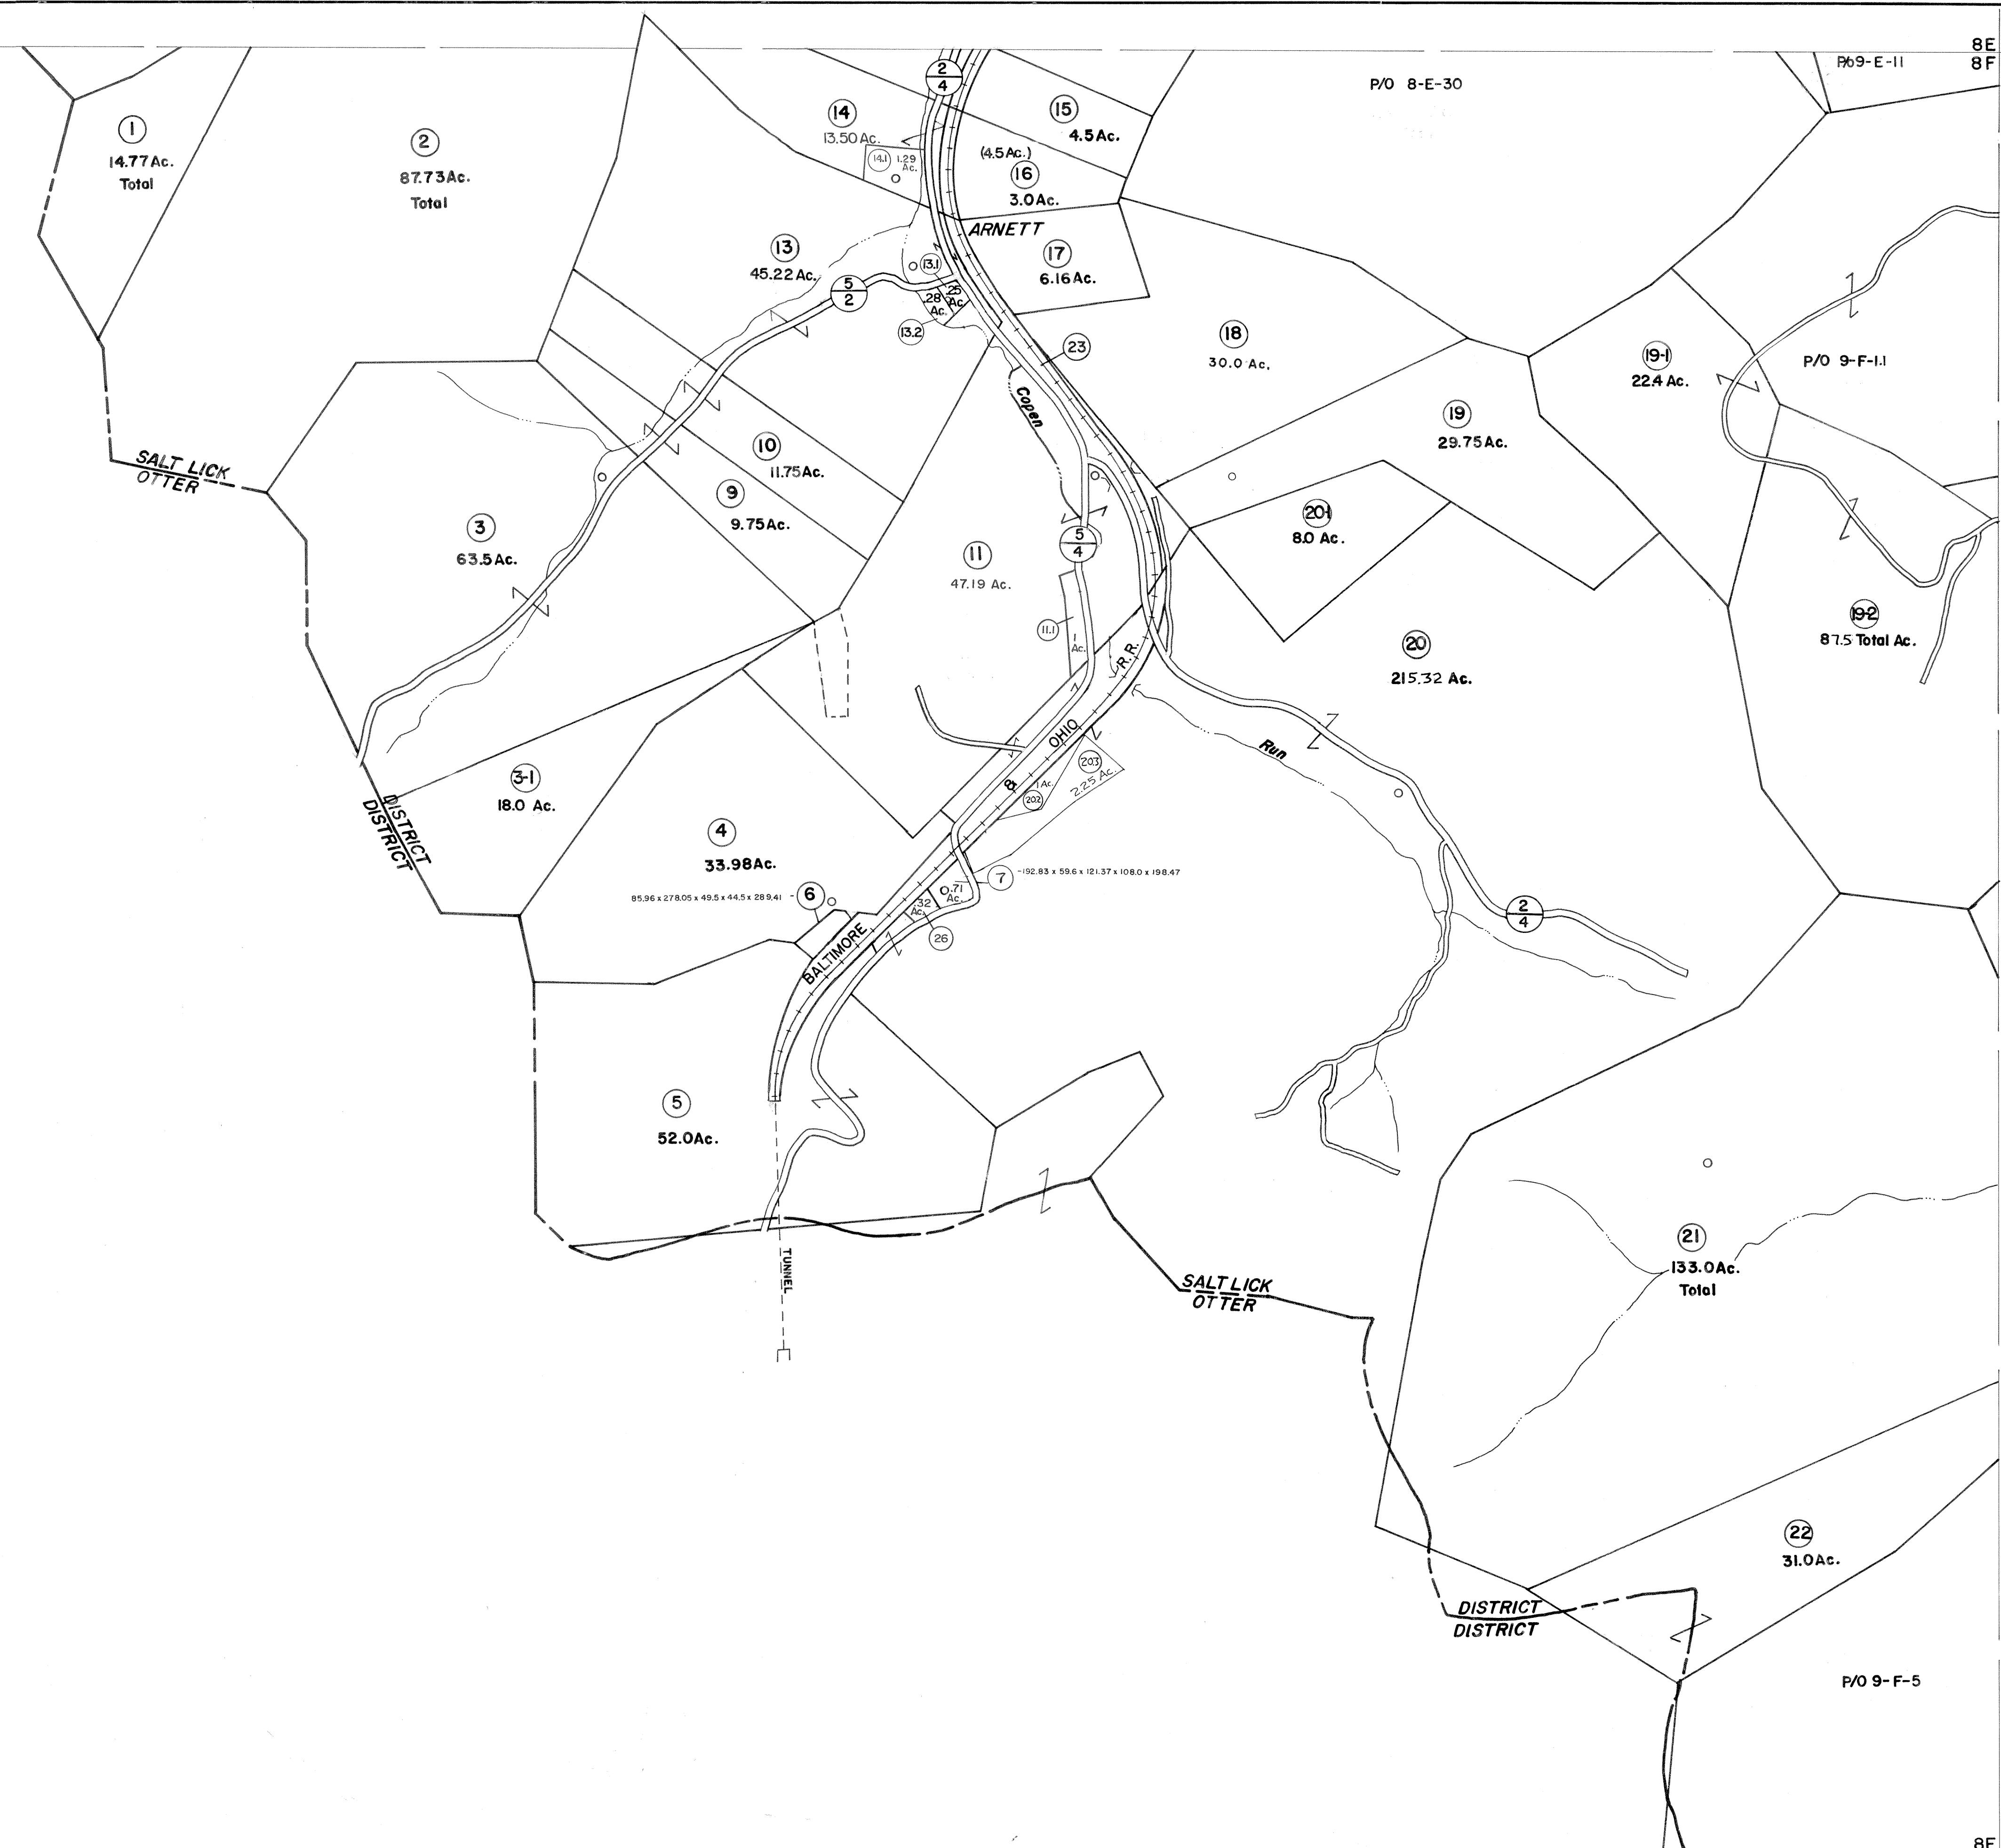 8E
8F
P/O 8-E-30
P/O 9-E-11
1
14.77 Ac.
Total
2
87.73 Ac.
Total
2
4
14
13.50 Ac.
14.1
1.29
Ac.
15
4.5 Ac.
(4.5 Ac.)
16
3.0 Ac.
ARNETT
17
6.16 Ac.
13
45.22 Ac.
5
2
13.1
.28
Ac.
.25
Ac.
13.2
23
18
30.0 Ac.
19-1
22.4 Ac.
P/O 9-F-1.1
Copen
19
29.75 Ac.
10
11.75 Ac.
9
9.75 Ac.
SALT LICK
OTTER
3
63.5 Ac.
11
47.19 Ac.
5
4
20-1
8.0 Ac.
11.1
1
Ac.
R.R.
20
215.32 Ac.
19-2
87.5 Total Ac.
OHIO
&
Run
20.3
2.25 Ac.
1 Ac.
20.2
3-1
18.0 Ac.
DISTRICT
DISTRICT
4
33.98 Ac.
85.96 x 278.05 x 49.5 x 44.5 x 289.41 -
6
7
-192.83 x 59.6 x 121.37 x 108.0 x 198.47
.71
Ac.
.32
Ac.
26
BALTIMORE
2
4
5
52.0 Ac.
TUNNEL
SALT LICK
OTTER
21
133.0 Ac.
Total
22
31.0 Ac.
DISTRICT
DISTRICT
P/O 9-F-5